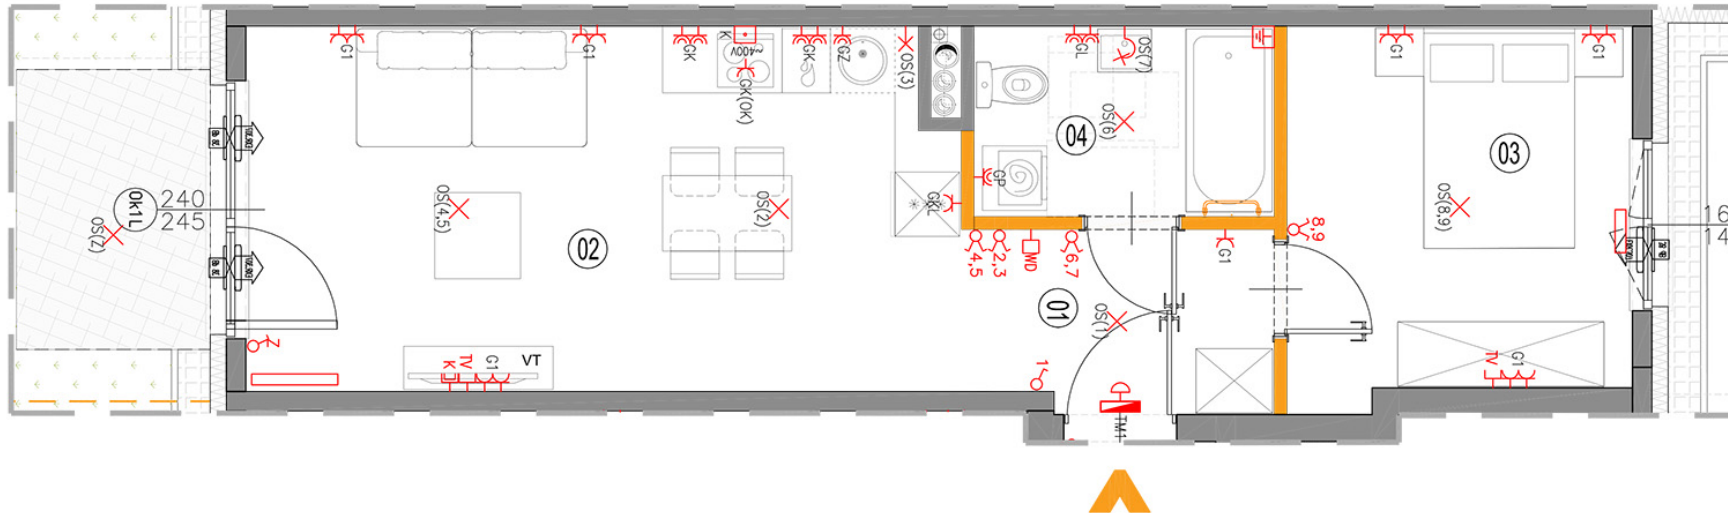 G1
G1
GK
K
~400V
GK(OK)
GK
GZ
OS(3)
GL
OS(7)
G1
G1
OS(6)
04
03
GP
GKL
Ok1L
240
245
OS(Z)
OS(4,5)
OS(2)
02
OS(8,9)
8,9
16
14
4,5
2,3
WD
6,7
G1
01
OS(1)
Z
K
TV
G1
VT
1
TM1
TV
G1